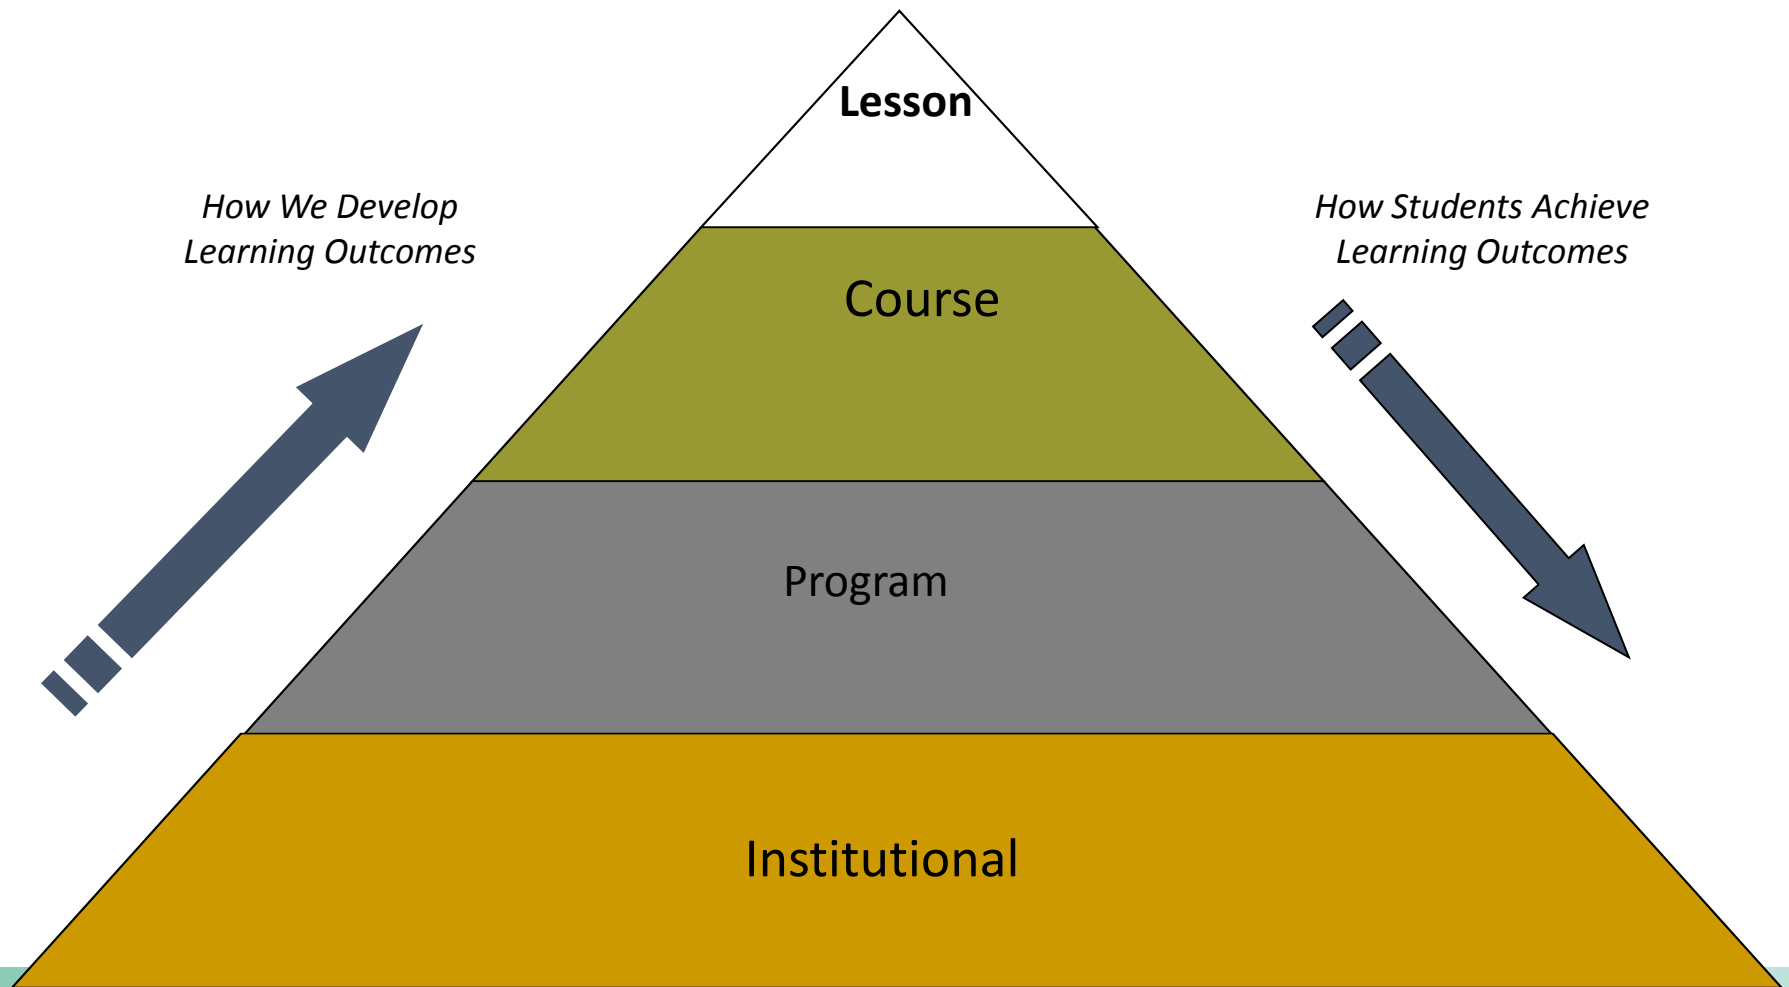 Lesson
How We Develop
Learning Outcomes
How Students Achieve
Learning Outcomes
Course
Program
Institutional